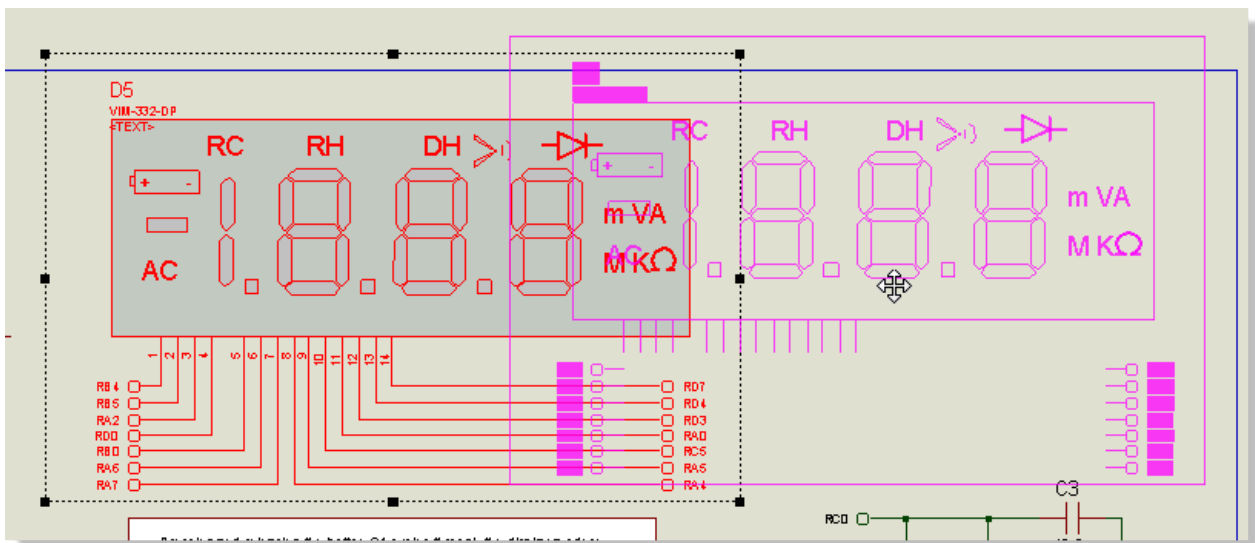 D5
VIM-332-DP
<TEXT>
RC RH DH
+ -
m VA
AC
M KΩ
RC RH DH
+ -
m VA
AC
M KΩ
1 2 3 4 5 6 7 8 9 10 11 12 13 14
RB4 RD7
RB5 RD4
RA2 RD3
RD0 RA0
RB0 RC5
RA6 RA5
RA7 RA4
C3
RC0